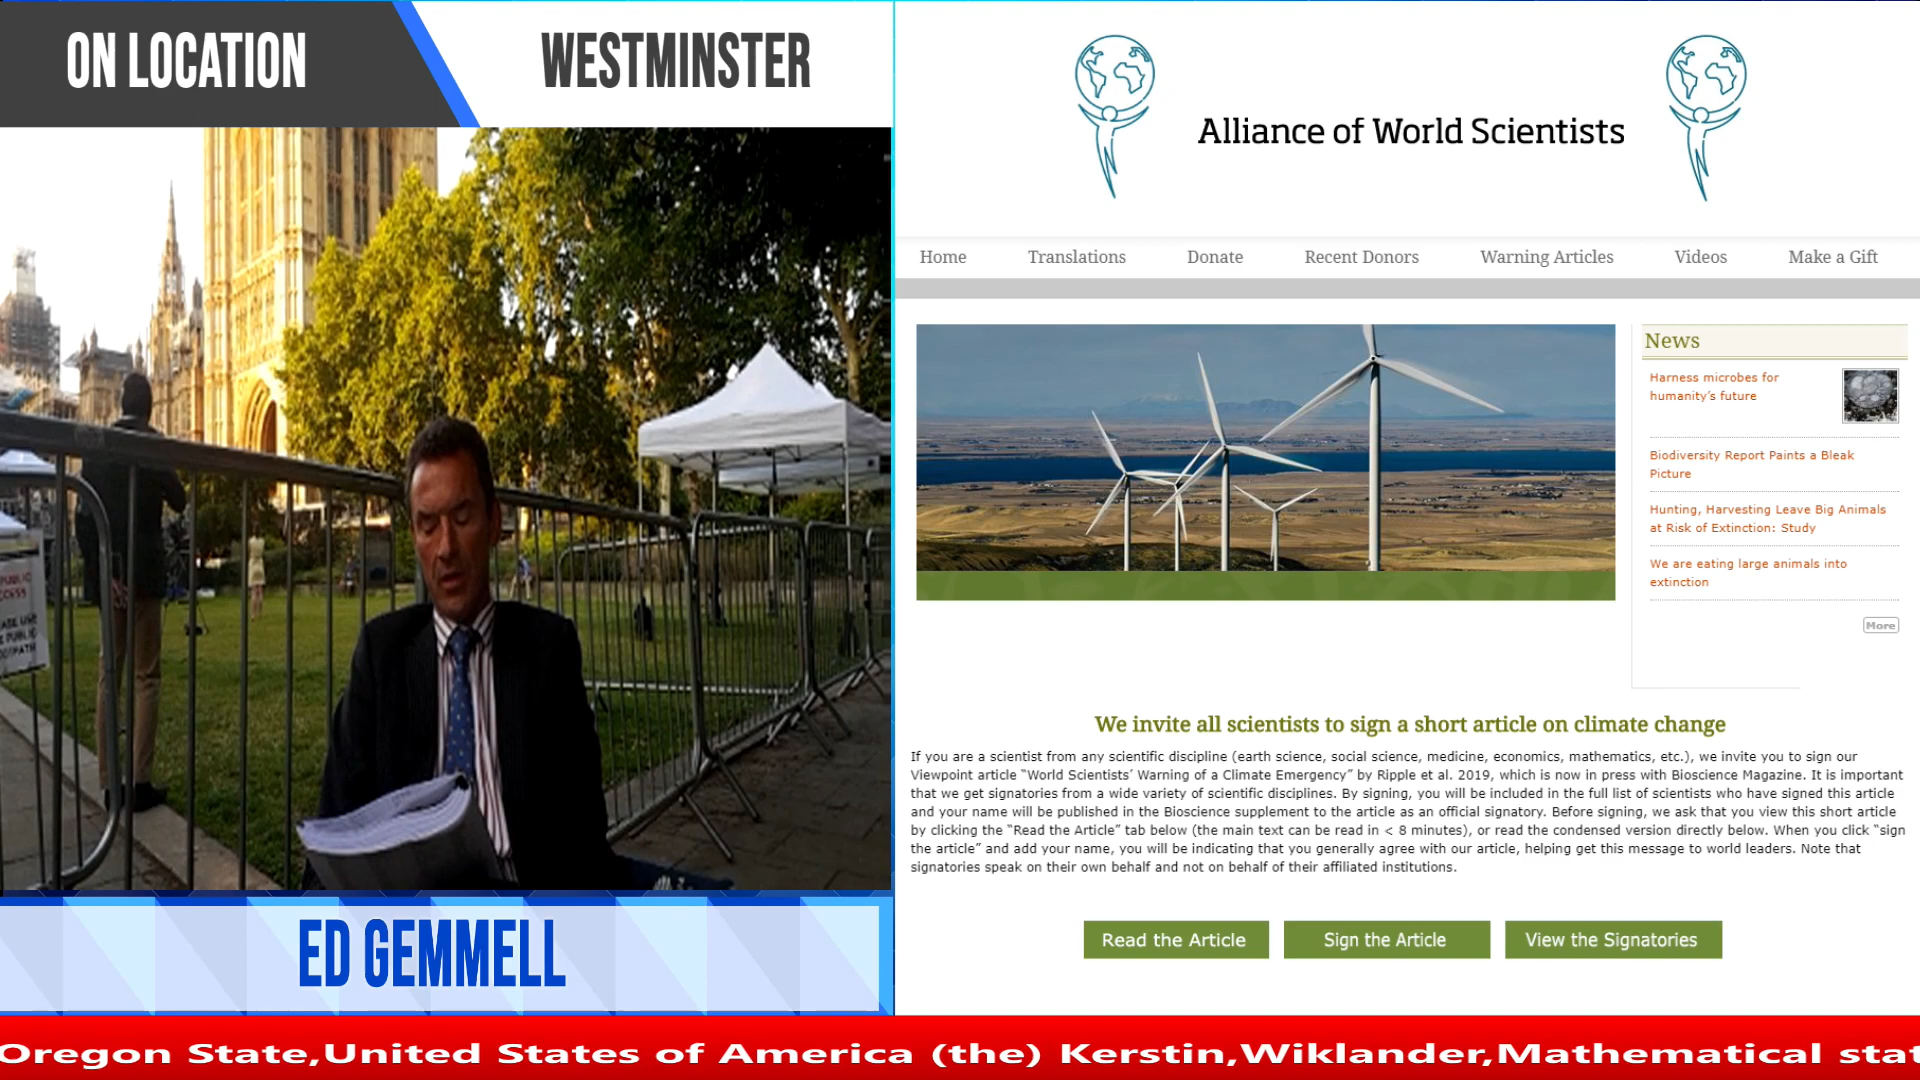 ON LOCATION
WESTMINSTER
PUBLIC
ACCESS
ED GEMMELL
Alliance of World Scientists
Home Translations Donate Recent Donors Warning Articles Videos Make a Gift
News
Harness microbes for
humanity's future
Biodiversity Report Paints a Bleak
Picture
Hunting, Harvesting Leave Big Animals
at Risk of Extinction: Study
We are eating large animals into
extinction
More
We invite all scientists to sign a short article on climate change
If you are a scientist from any scientific discipline (earth science, social science, medicine, economics, mathematics, etc.), we invite you to sign our
Viewpoint article "World Scientists' Warning of a Climate Emergency" by Ripple et al. 2019, which is now in press with Bioscience Magazine. It is important
that we get signatories from a wide variety of scientific disciplines. By signing, you will be included in the full list of scientists who have signed this article
and your name will be published in the Bioscience supplement to the article as an official signatory. Before signing, we ask that you view this short article
by clicking the "Read the Article" tab below (the main text can be read in < 8 minutes), or read the condensed version directly below. When you click "sign
the article" and add your name, you will be indicating that you generally agree with our article, helping get this message to world leaders. Note that
signatories speak on their own behalf and not on behalf of their affiliated institutions.
Read the Article Sign the Article View the Signatories
Oregon State,United States of America (the) Kerstin,Wiklander,Mathematical stat